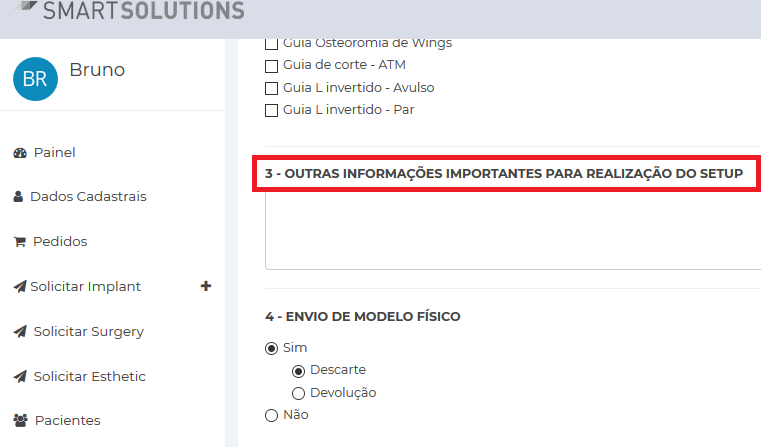 SMARTSOLUTIONS
BR
Bruno
Painel
Dados Cadastrais
Pedidos
Solicitar Implant
Solicitar Surgery
Solicitar Esthetic
Pacientes
Guia Osteoromia de Wings
Guia de corte - ATM
Guia L invertido - Avulso
Guia L invertido - Par
3 - OUTRAS INFORMAÇÕES IMPORTANTES PARA REALIZAÇÃO DO SETUP
4 - ENVIO DE MODELO FÍSICO
Sim
Descarte
Devolução
Não